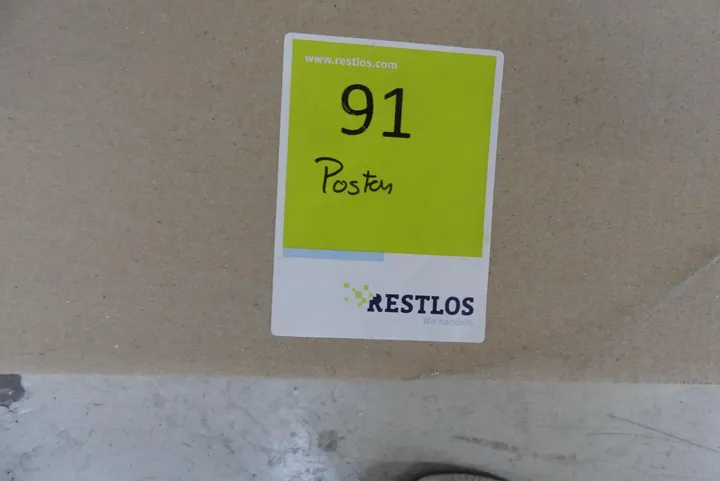 www.restlos.com
91
Posten
RESTLOS
Wir handeln.